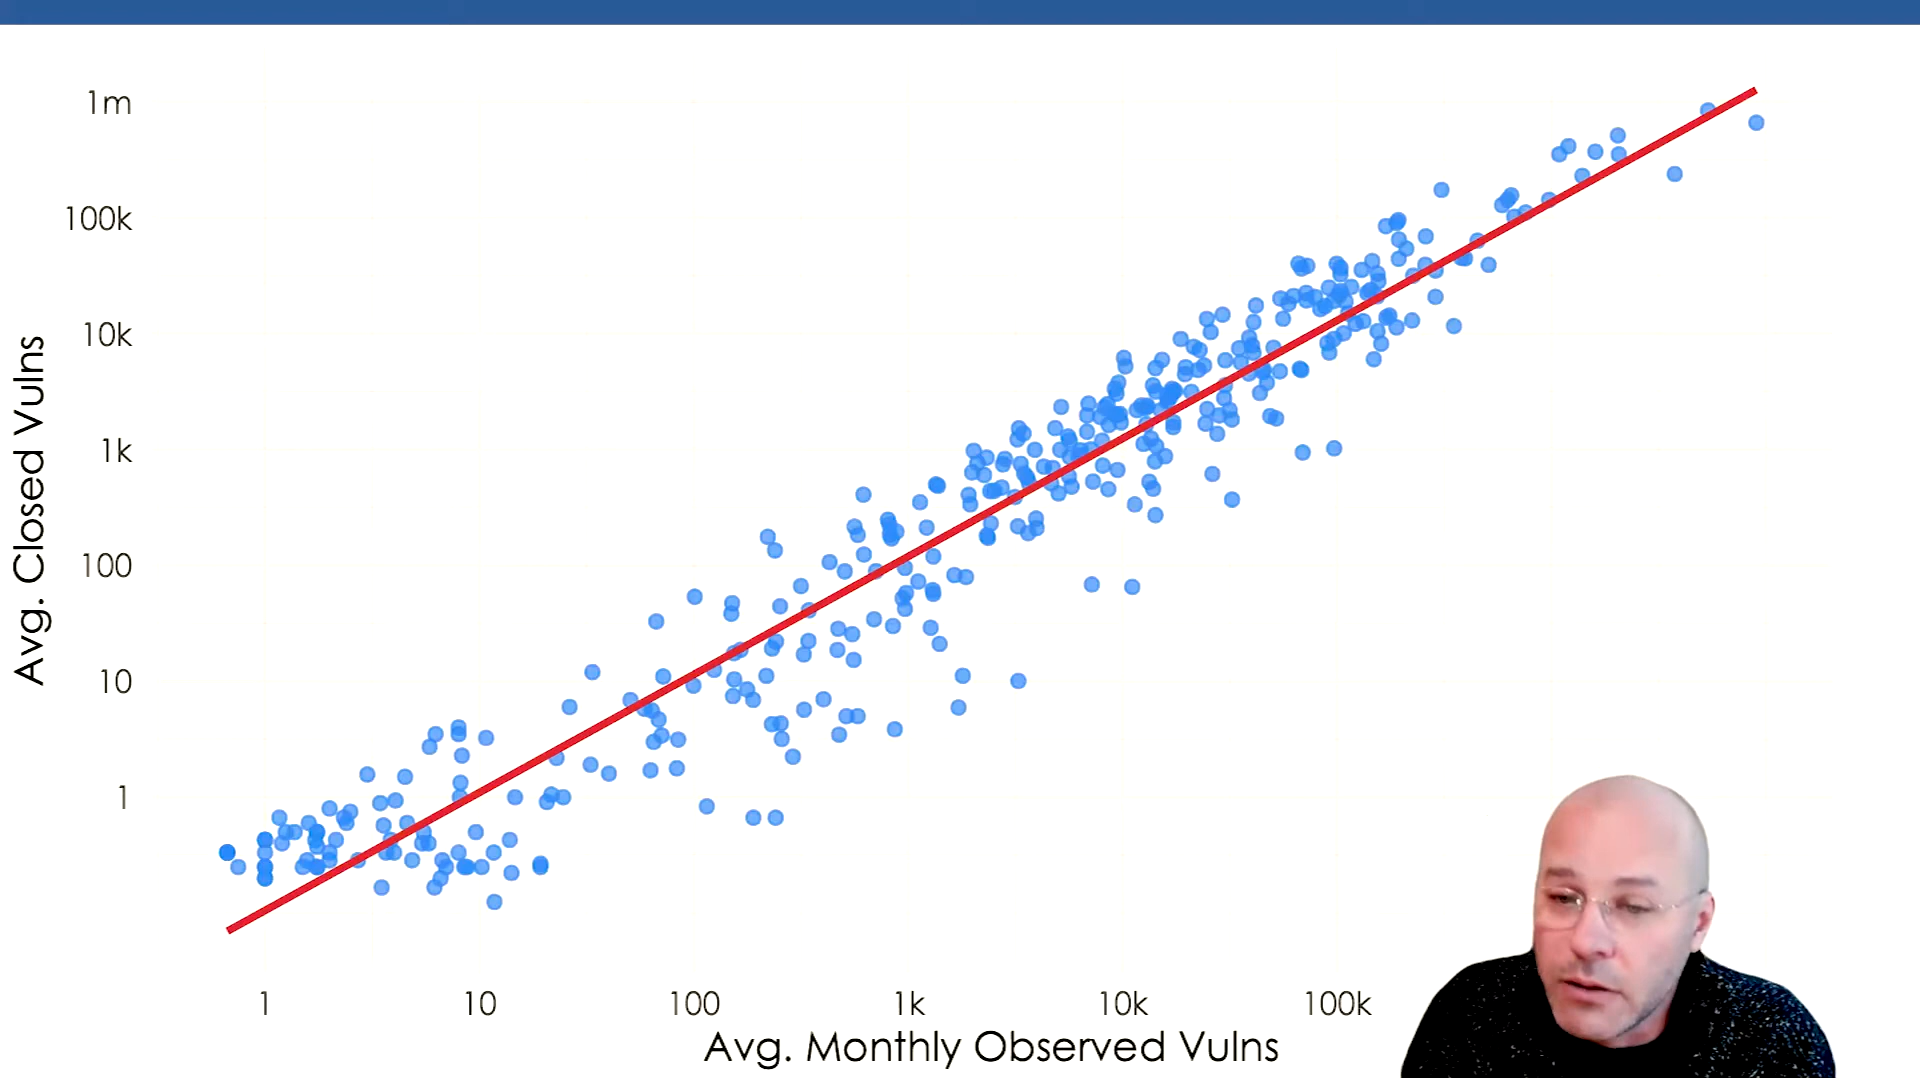 1m
100k
10k
1k
100
10
1
Avg. Closed Vulns
1
10
100
1k
10k
100k
Avg. Monthly Observed Vulns